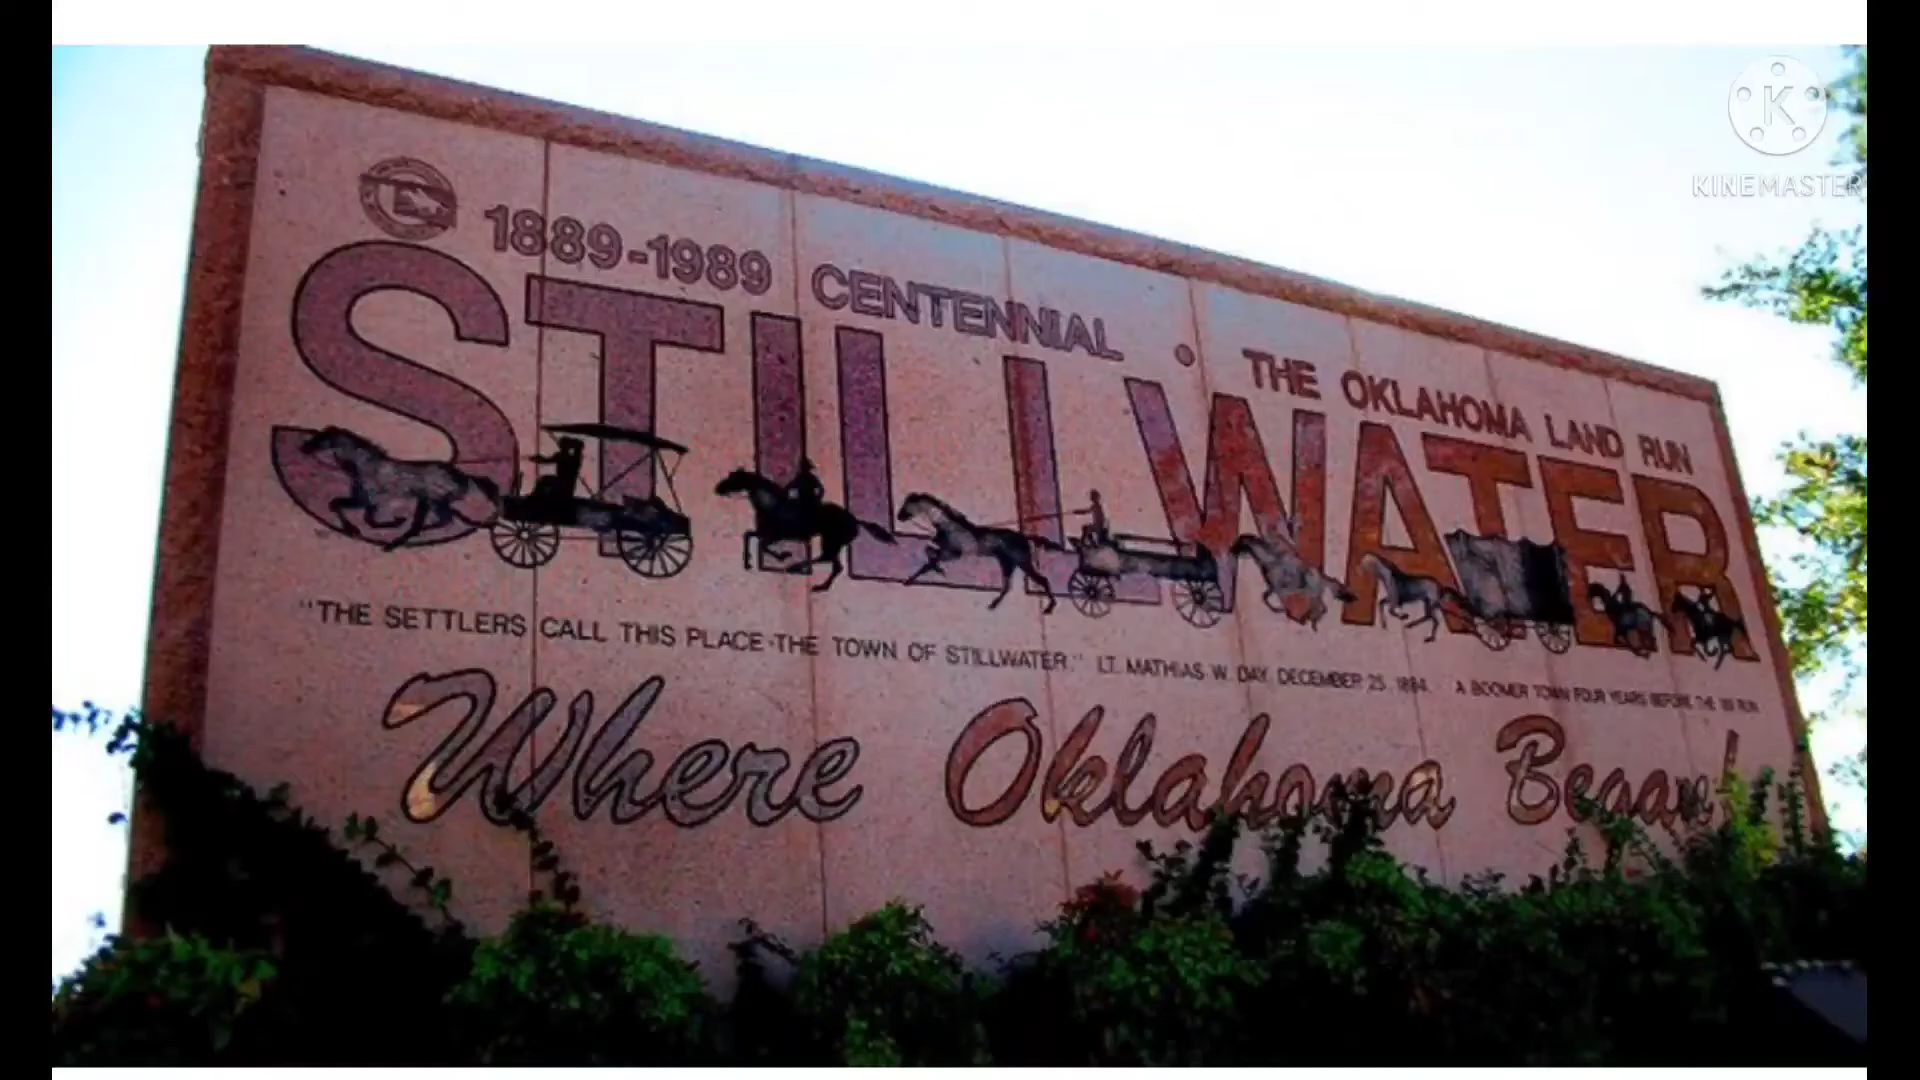 1889-1989 CENTENNIAL • THE OKLAHOMA LAND RUN
STILLWATER
"THE SETTLERS CALL THIS PLACE-THE TOWN OF STILLWATER." LT. MATHIAS W. DAY. DECEMBER 25, 1884. A BOOMER TOWN FOUR YEARS BEFORE THE '89 RUN
Where Oklahoma Began!
K
KINEMASTER